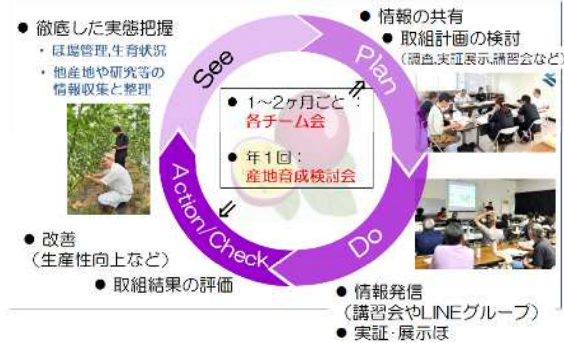 ● 徹底した実態把握
・ ほ場管理,生育状況
・ 他産地や研究等の
情報収集と整理
See
Plan
● 情報の共有
● 取組計画の検討
(調査,実証展示,講習会など)
● 1~2ヶ月ごと:
各チーム会
● 年1回:
産地育成検討会
Action/Check
Do
● 改善
(生産性向上など)
● 取組結果の評価
● 情報発信
(講習会やLINEグループ)
● 実証・展示ほ